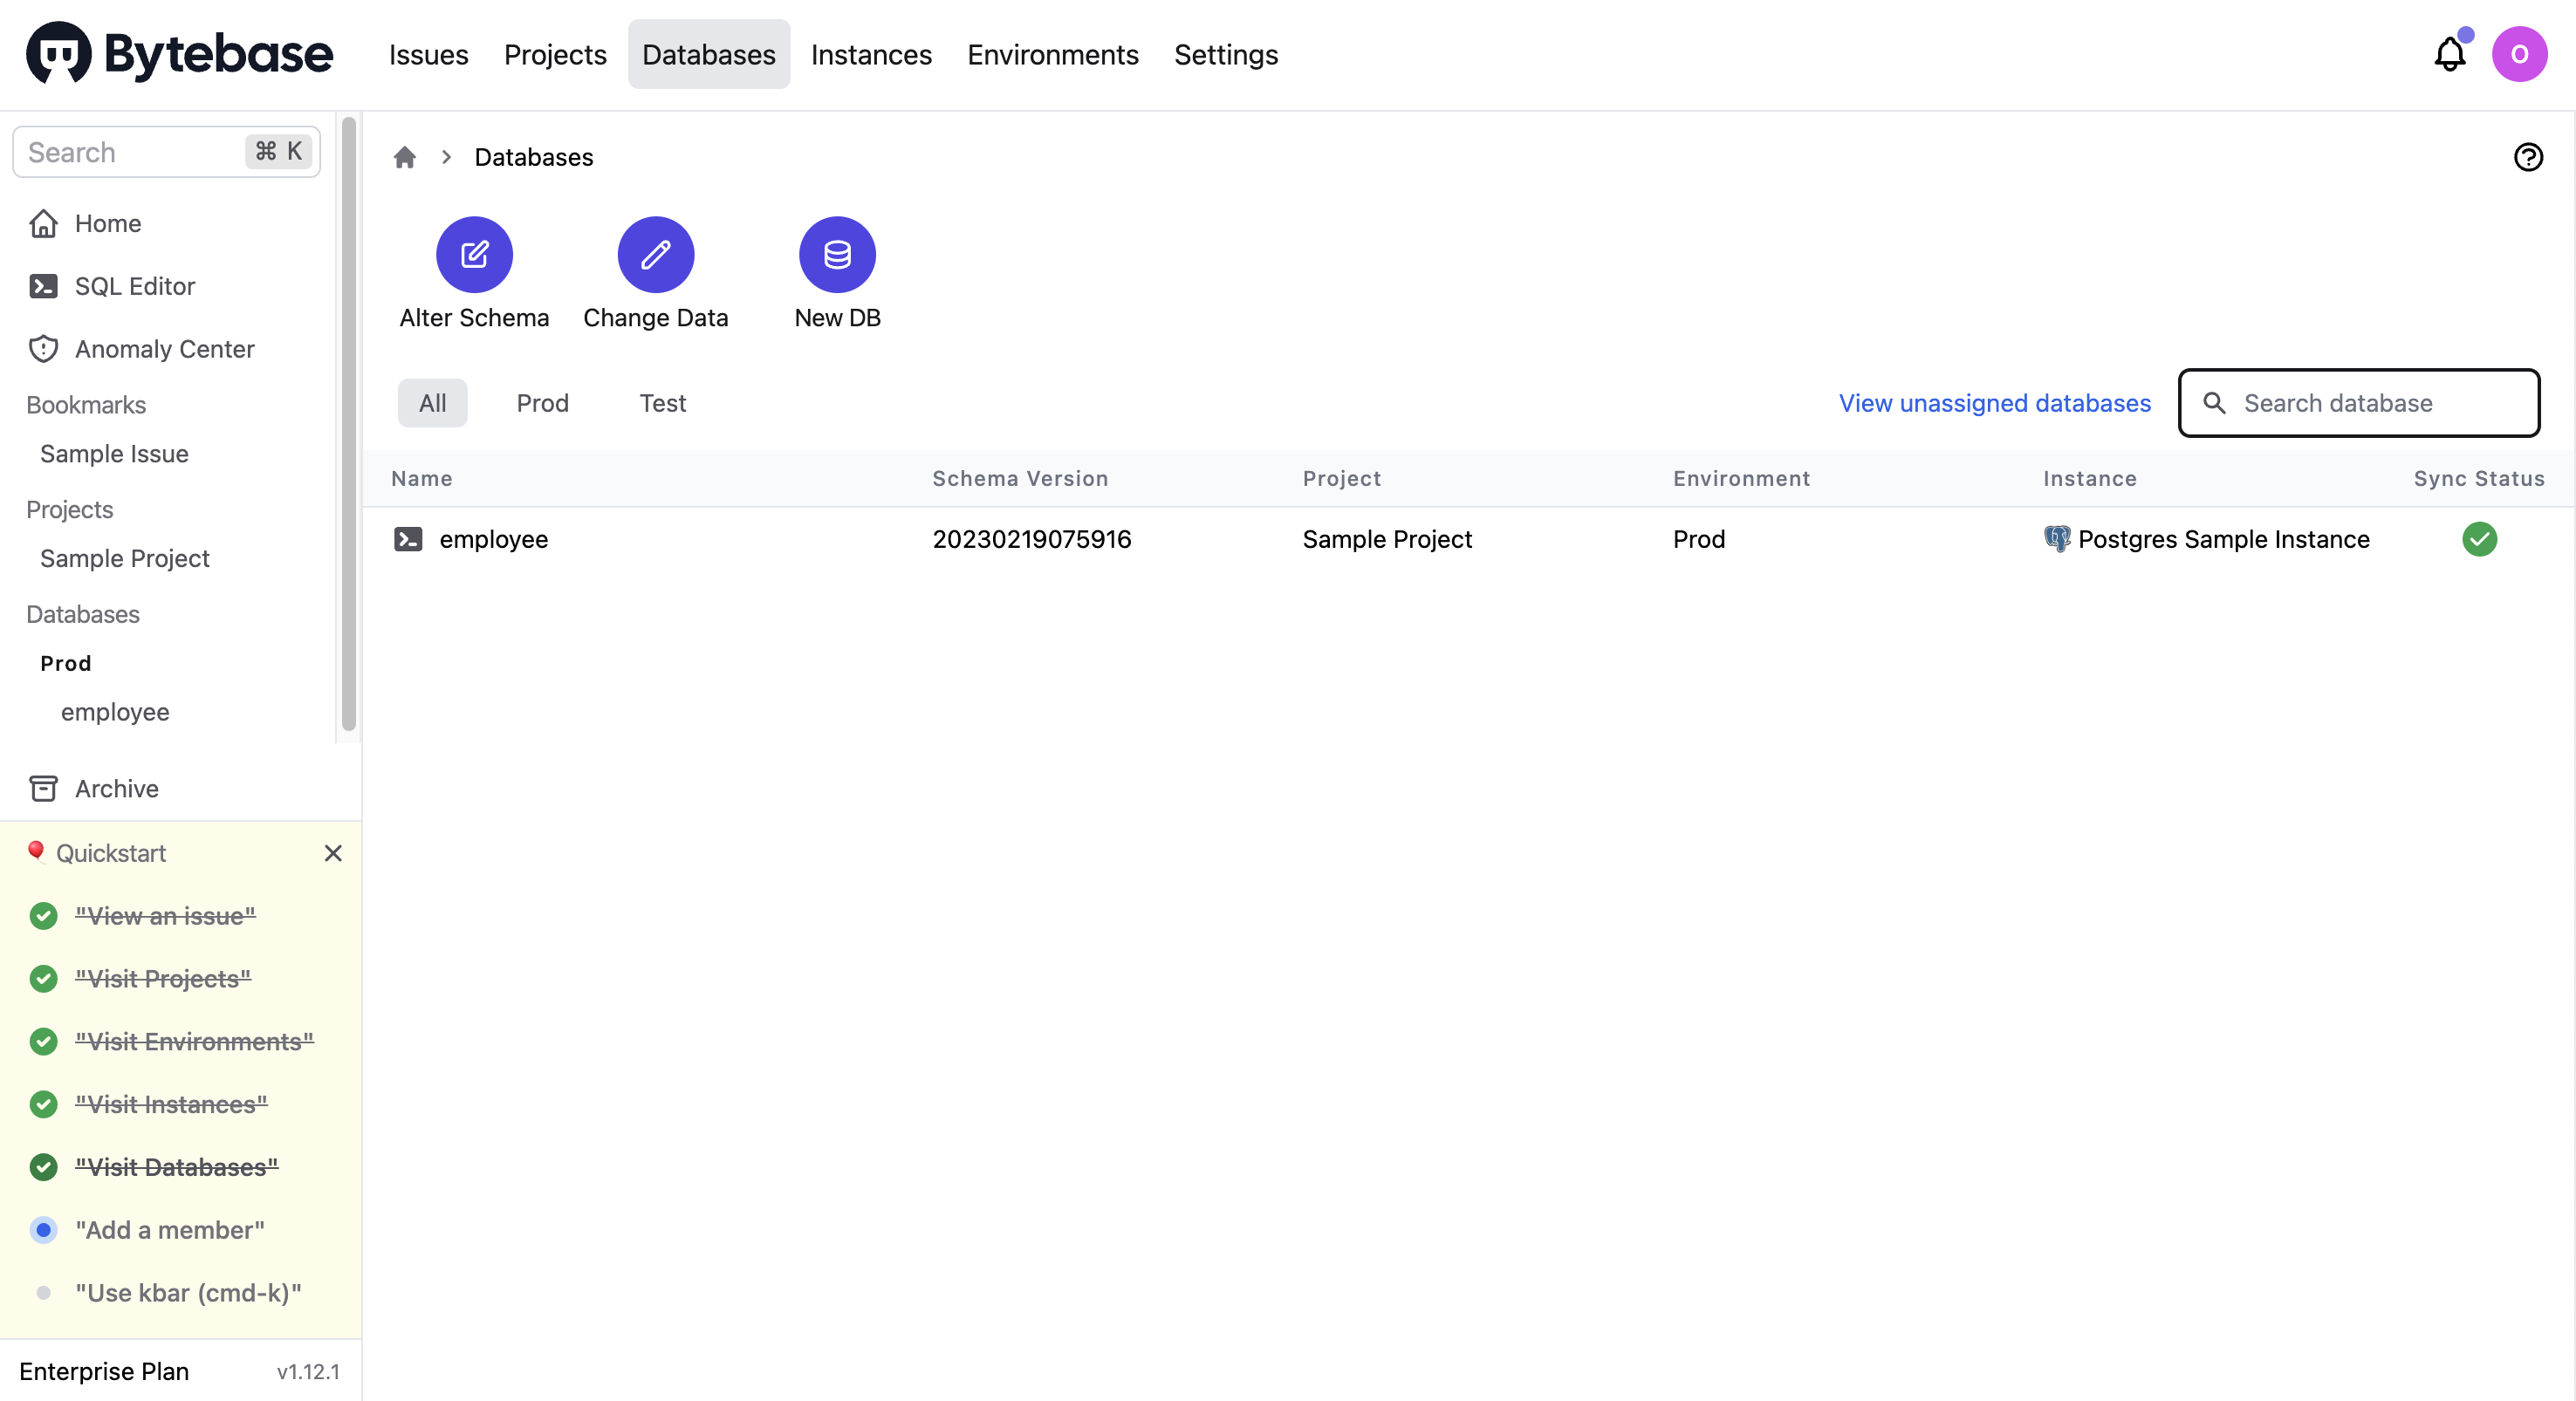 Bytebase
Issues Projects Databases Instances Environments Settings
O
Search ⌘ K
Home
SQL Editor
Anomaly Center
Bookmarks
Sample Issue
Projects
Sample Project
Databases
Prod
employee
Archive
Quickstart
"View an issue"
"Visit Projects"
"Visit Environments"
"Visit Instances"
"Visit Databases"
"Add a member"
"Use kbar (cmd-k)"
Enterprise Plan v1.12.1
Databases
Alter Schema Change Data New DB
All Prod Test View unassigned databases Search database
Name Schema Version Project Environment Instance Sync Status
employee 20230219075916 Sample Project Prod Postgres Sample Instance